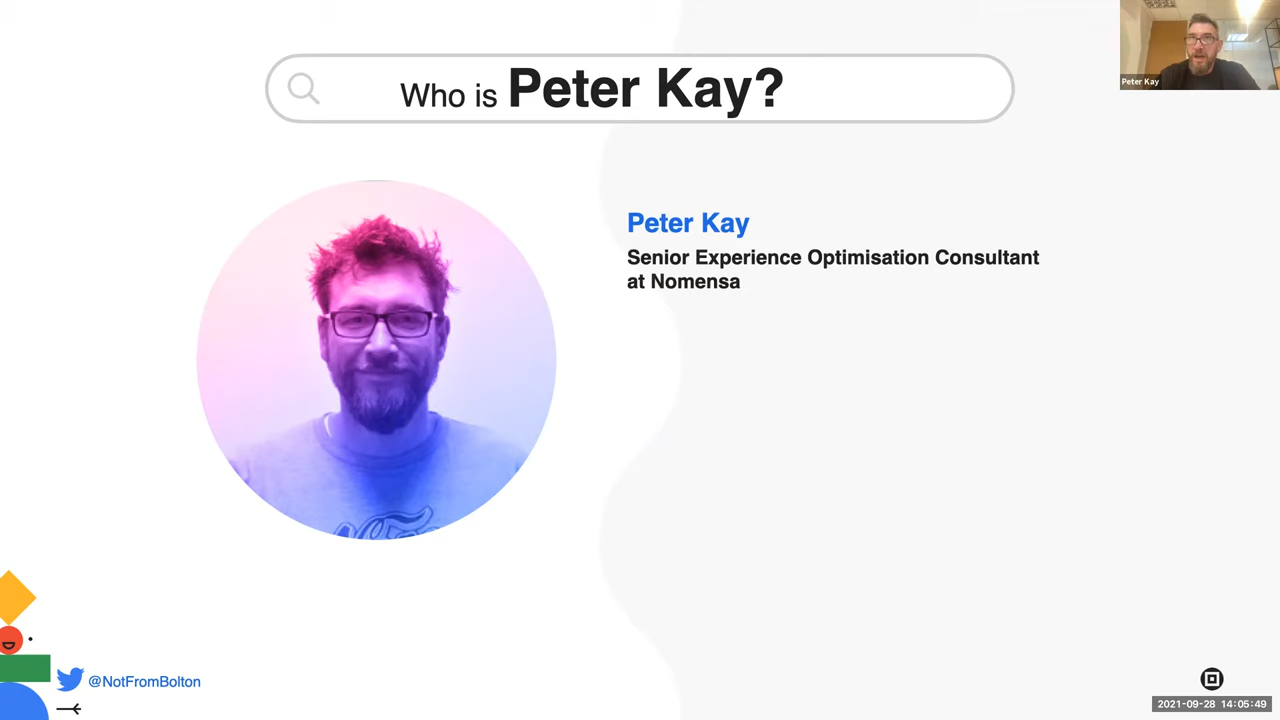 Who is Peter Kay?
Peter Kay
Peter Kay
Senior Experience Optimisation Consultant
at Nomensa
@NotFromBolton
2021-09-28 14:05:49